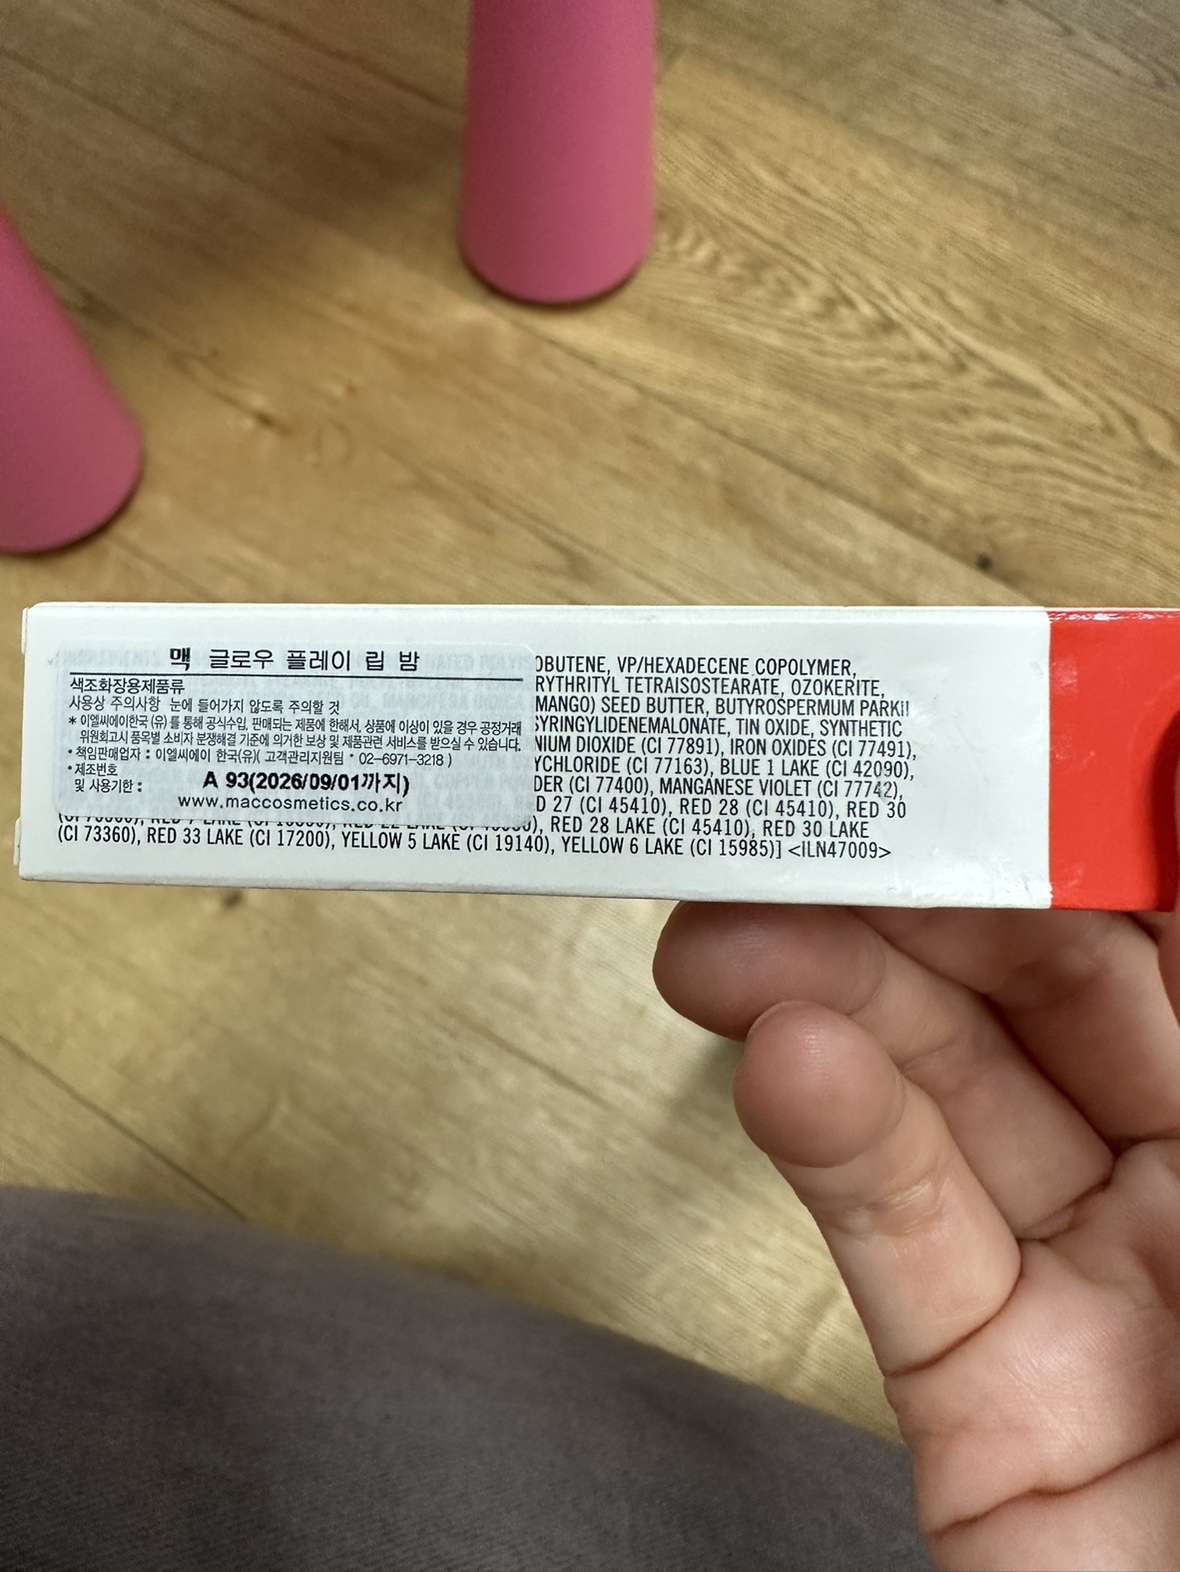 맥 글로우 플레이 립 밤
색조화장용제품류
사용상 주의사항 눈에 들어가지 않도록 주의할 것
* 이엘씨에이한국 (유) 를 통해 공식수입, 판매되는 제품에 한해서, 상품에 이상이 있을 경우 공정거래
위원회고시 품목별 소비자 분쟁해결 기준에 의거한 보상 및 제품관련 서비스를 받으실 수 있습니다.
• 책임판매업자 : 이엘씨에이 한국(유)( 고객관리지원팀 * 02-6971-3218 )
• 제조번호
및 사용기한 : A 93(2026/09/01까지)
www.maccosmetics.co.kr
OBUTENE, VP/HEXADECENE COPOLYMER,
RYTHRITYL TETRAISOSTEARATE, OZOKERITE,
MANGO) SEED BUTTER, BUTYROSPERMUM PARKII
SYRINGYLIDENEMALONATE, TIN OXIDE, SYNTHETIC
NIUM DIOXIDE (CI 77891), IRON OXIDES (CI 77491),
YCHLORIDE (CI 77163), BLUE 1 LAKE (CI 42090),
DER (CI 77400), MANGANESE VIOLET (CI 77742),
D 27 (CI 45410), RED 28 (CI 45410), RED 30
RED 28 LAKE (CI 45410), RED 30 LAKE
(CI 73360), RED 33 LAKE (CI 17200), YELLOW 5 LAKE (CI 19140), YELLOW 6 LAKE (CI 15985)] <ILN47009>